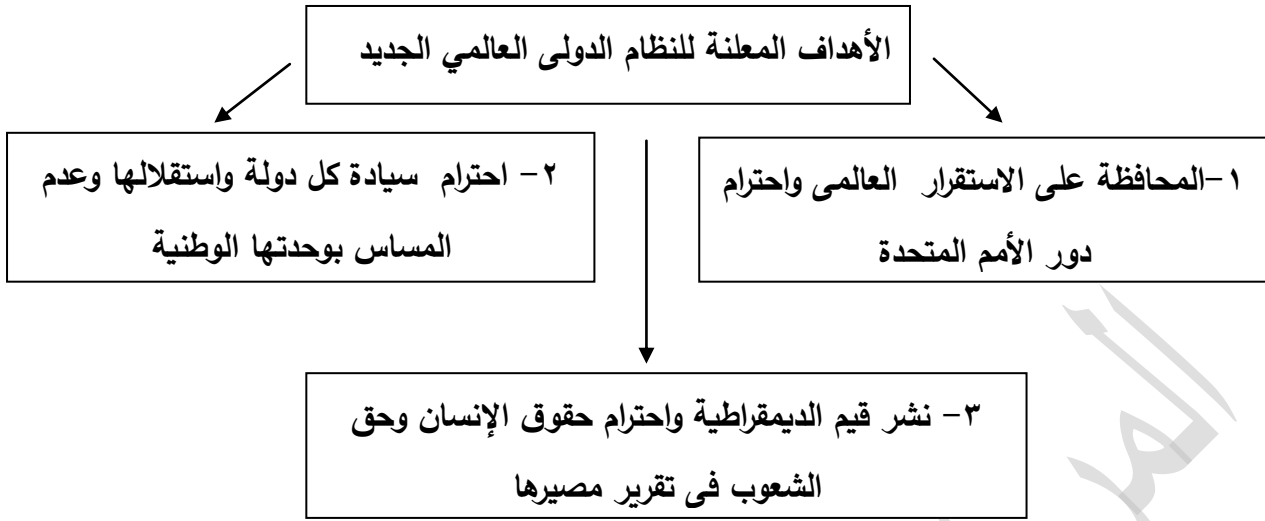 الأهداف المعلنة للنظام الدولى العالمي الجديد
١-المحافظة على الاستقرار العالمى واحترام
دور الأمم المتحدة
٢- احترام سيادة كل دولة واستقلالها وعدم
المساس بوحدتها الوطنية
٣- نشر قيم الديمقراطية واحترام حقوق الإنسان وحق
الشعوب فى تقرير مصيرها